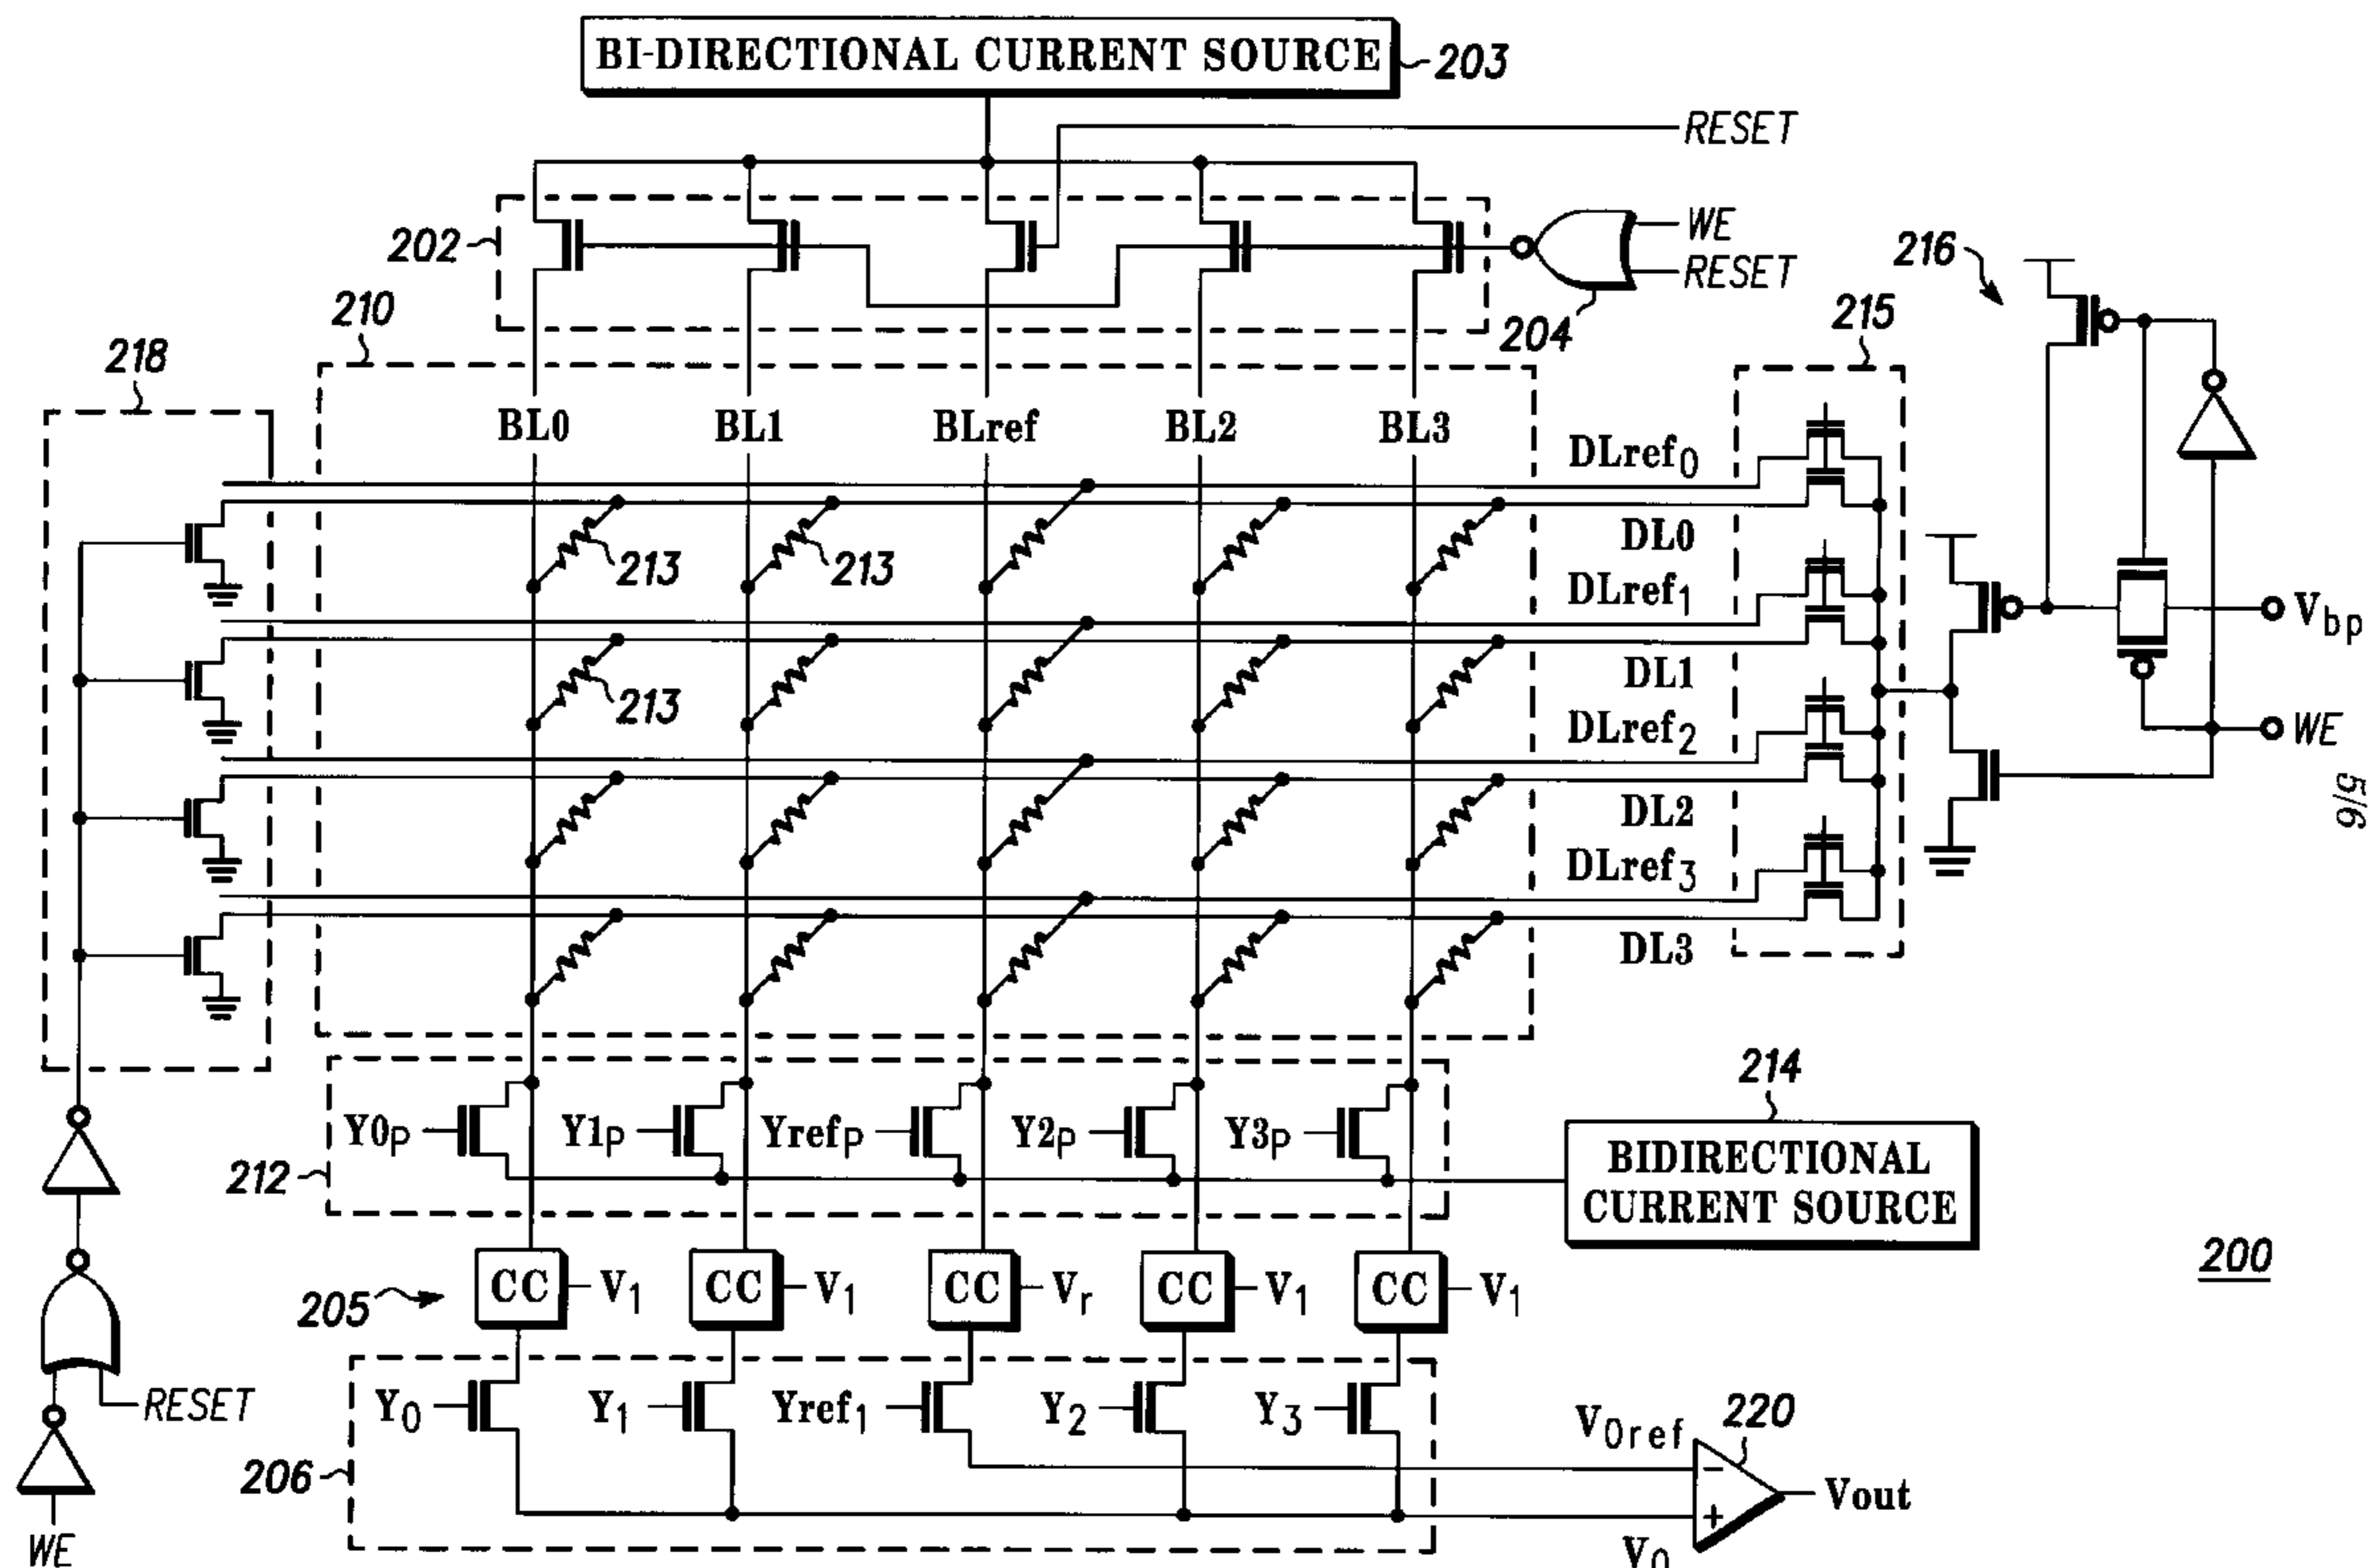 BI-DIRECTIONAL CURRENT SOURCE
203
RESET
202
WE
RESET
204
216
215
210
218
BL0 BL1 BLref BL2 BL3
DLref0
DL0
213 213
DLref1
DL1
213
DLref2
DL2
DLref3
DL3
Vbp
WE
5/6
214
Y0P Y1P YrefP Y2P Y3P
212
BIDIRECTIONAL
CURRENT SOURCE
200
205
CC V1 CC V1 CC Vr CC V1 CC V1
RESET
WE
Y0 Y1 Yref1 Y2 Y3
206
V0ref
220
Vout
V0
- 
+